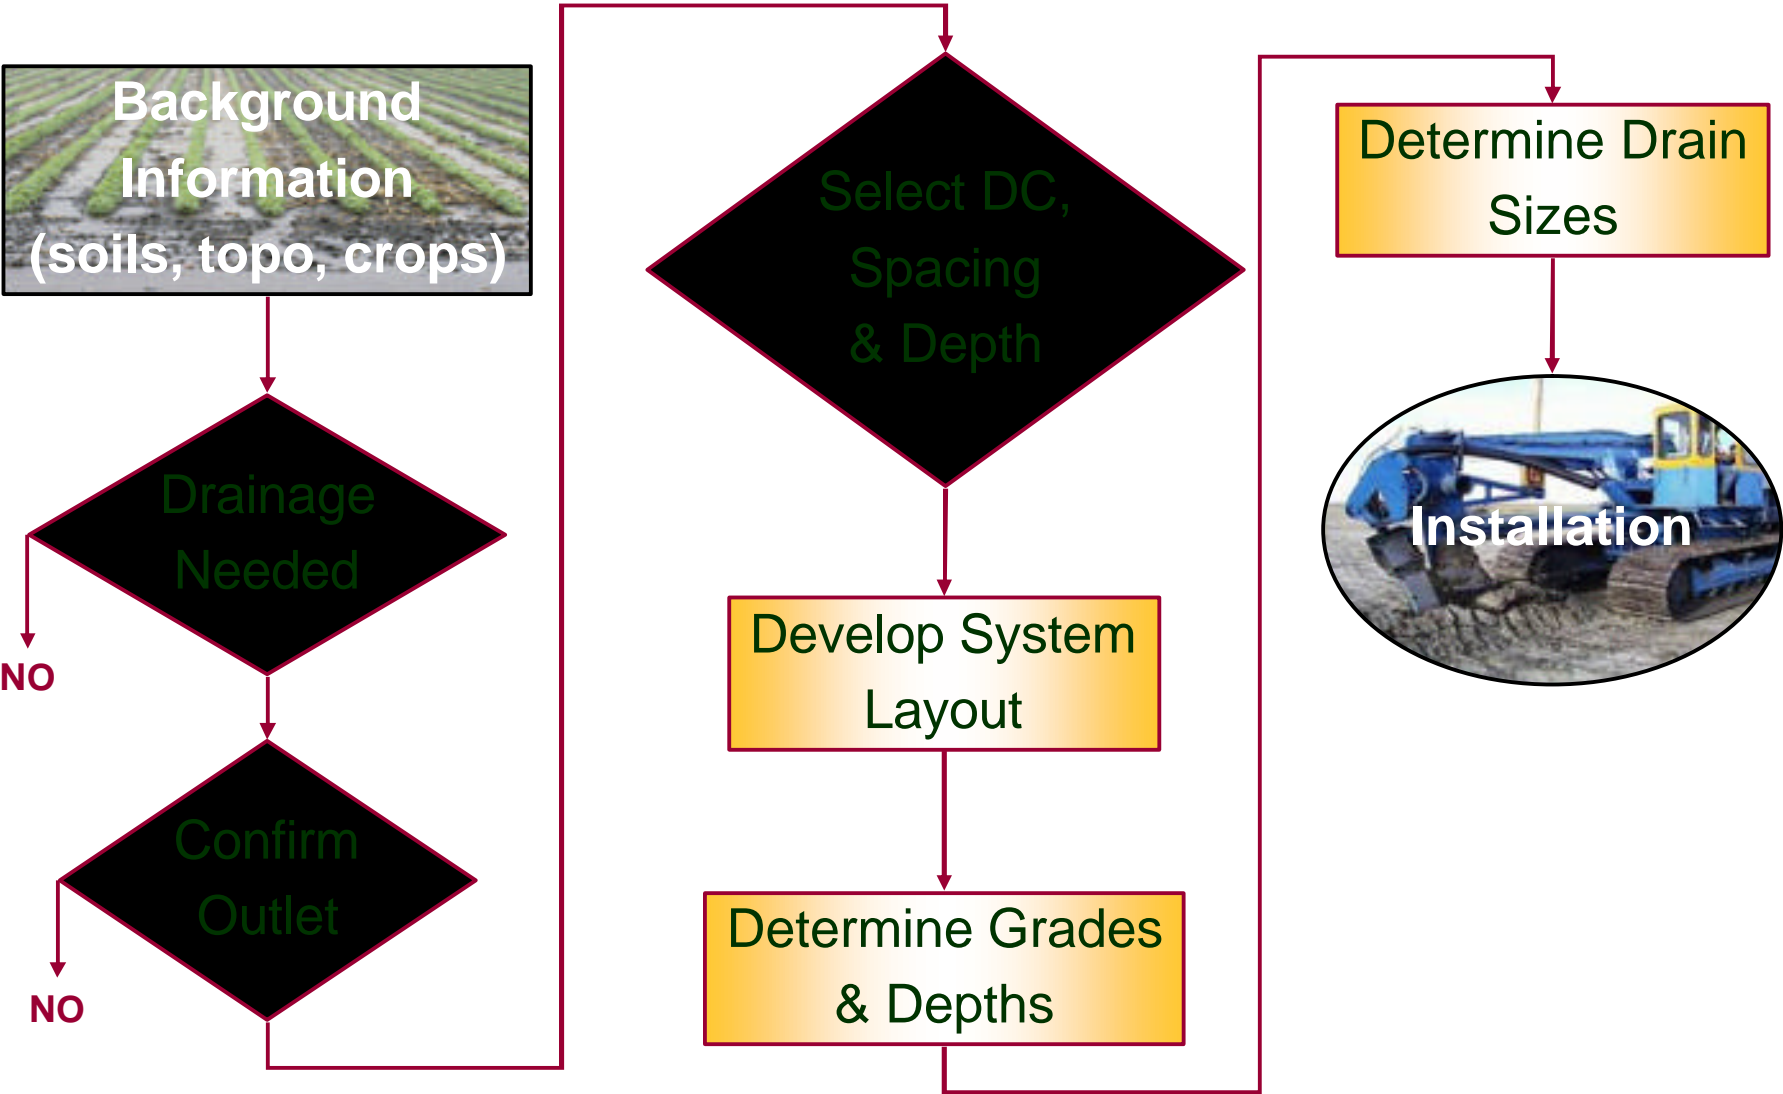 Background
Information
(soils, topo, crops)
Drainage
Needed
NO
Confirm
Outlet
NO
Select DC,
Spacing
& Depth
Develop System
Layout
Determine Grades
& Depths
Determine Drain
Sizes
Installation